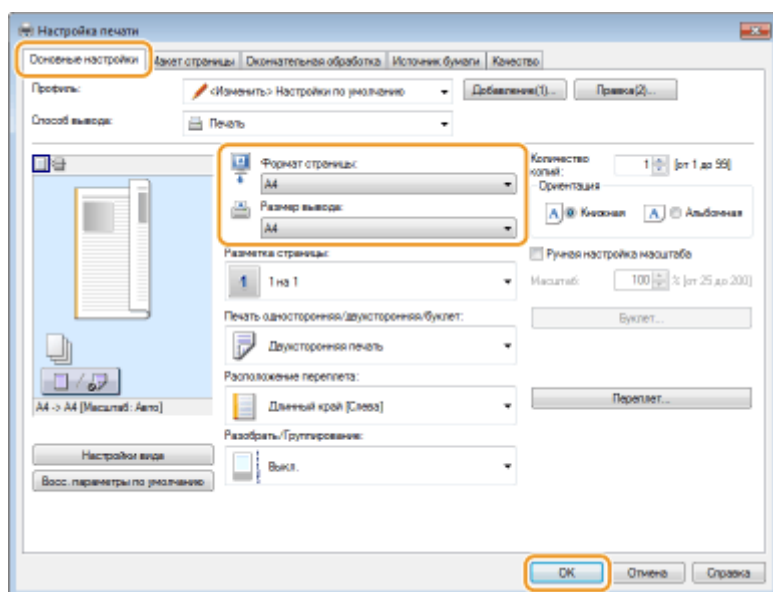 Настройка печати
Основные настройки Макет страницы Окончательная обработка Источник бумаги Качество
Профиль: <Изменить> Настройки по умолчанию Добавление(1)... Правка(2)...
Способ вывода: Печать
Формат страницы:
A4
Размер вывода:
A4
Количество копий: 1 [от 1 до 99]
Ориентация
A Книжная A Альбомная
Разметка страницы:
1 1 на 1
Ручная настройка масштаба
Масштаб: 100 % [от 25 до 200]
Печать односторонняя/двухсторонняя/буклет:
Двухсторонняя печать
Буклет...
Расположение переплета:
Длинный край [Слева]
Переплет...
A4 -> A4 [Масштаб: Авто]
Разобрать/Группирование:
Выкл.
Настройки вида
Восс. параметры по умолчанию
OK Отмена Справка